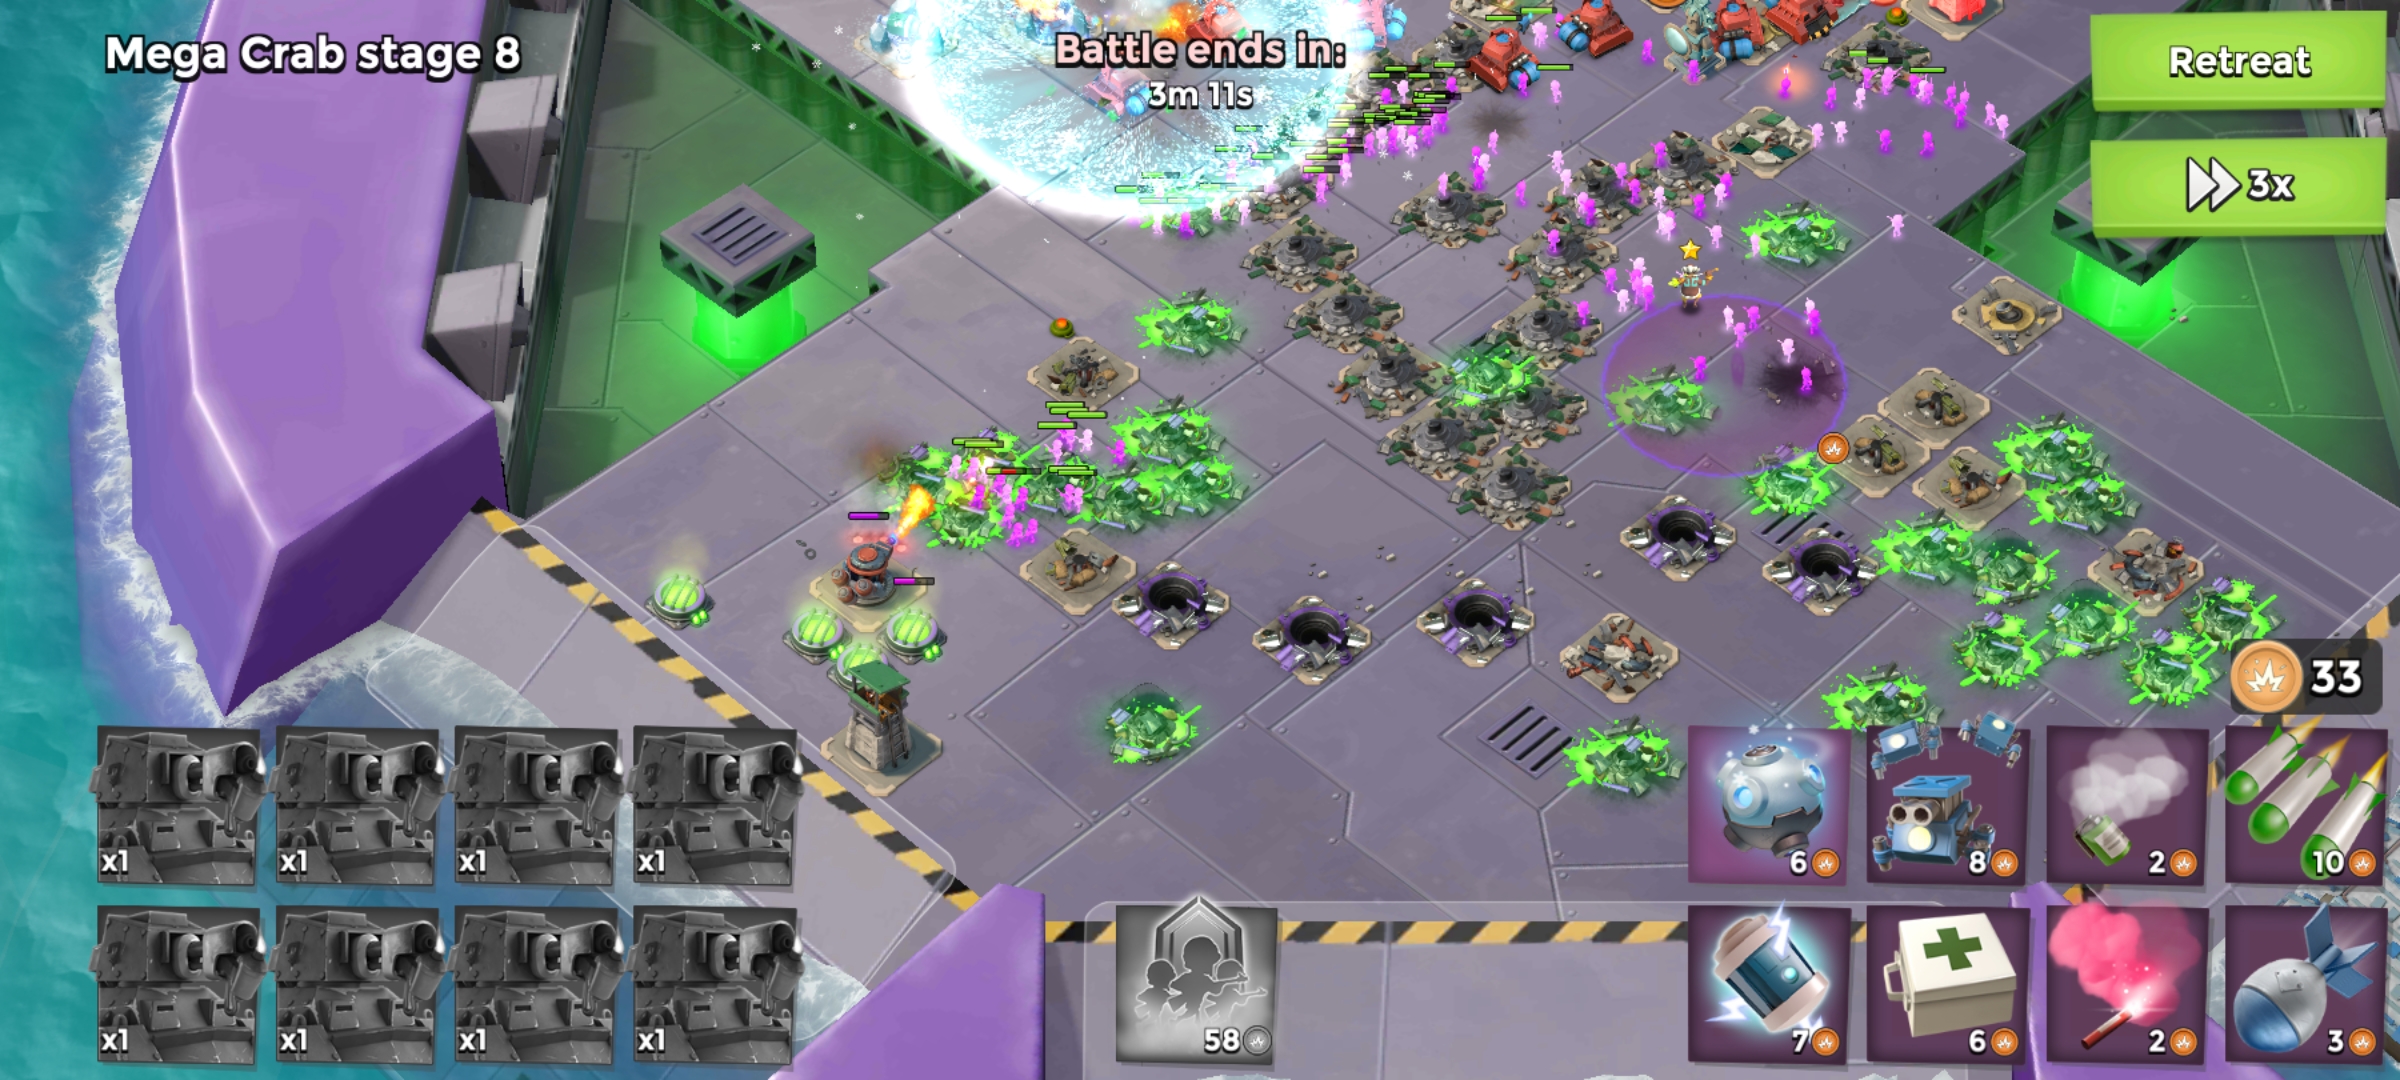 Mega Crab stage 8
Battle ends in:
3m 11s
Retreat
3x
33
x1
x1
x1
x1
6
8
2
10
x1
x1
x1
x1
58
7
6
2
3